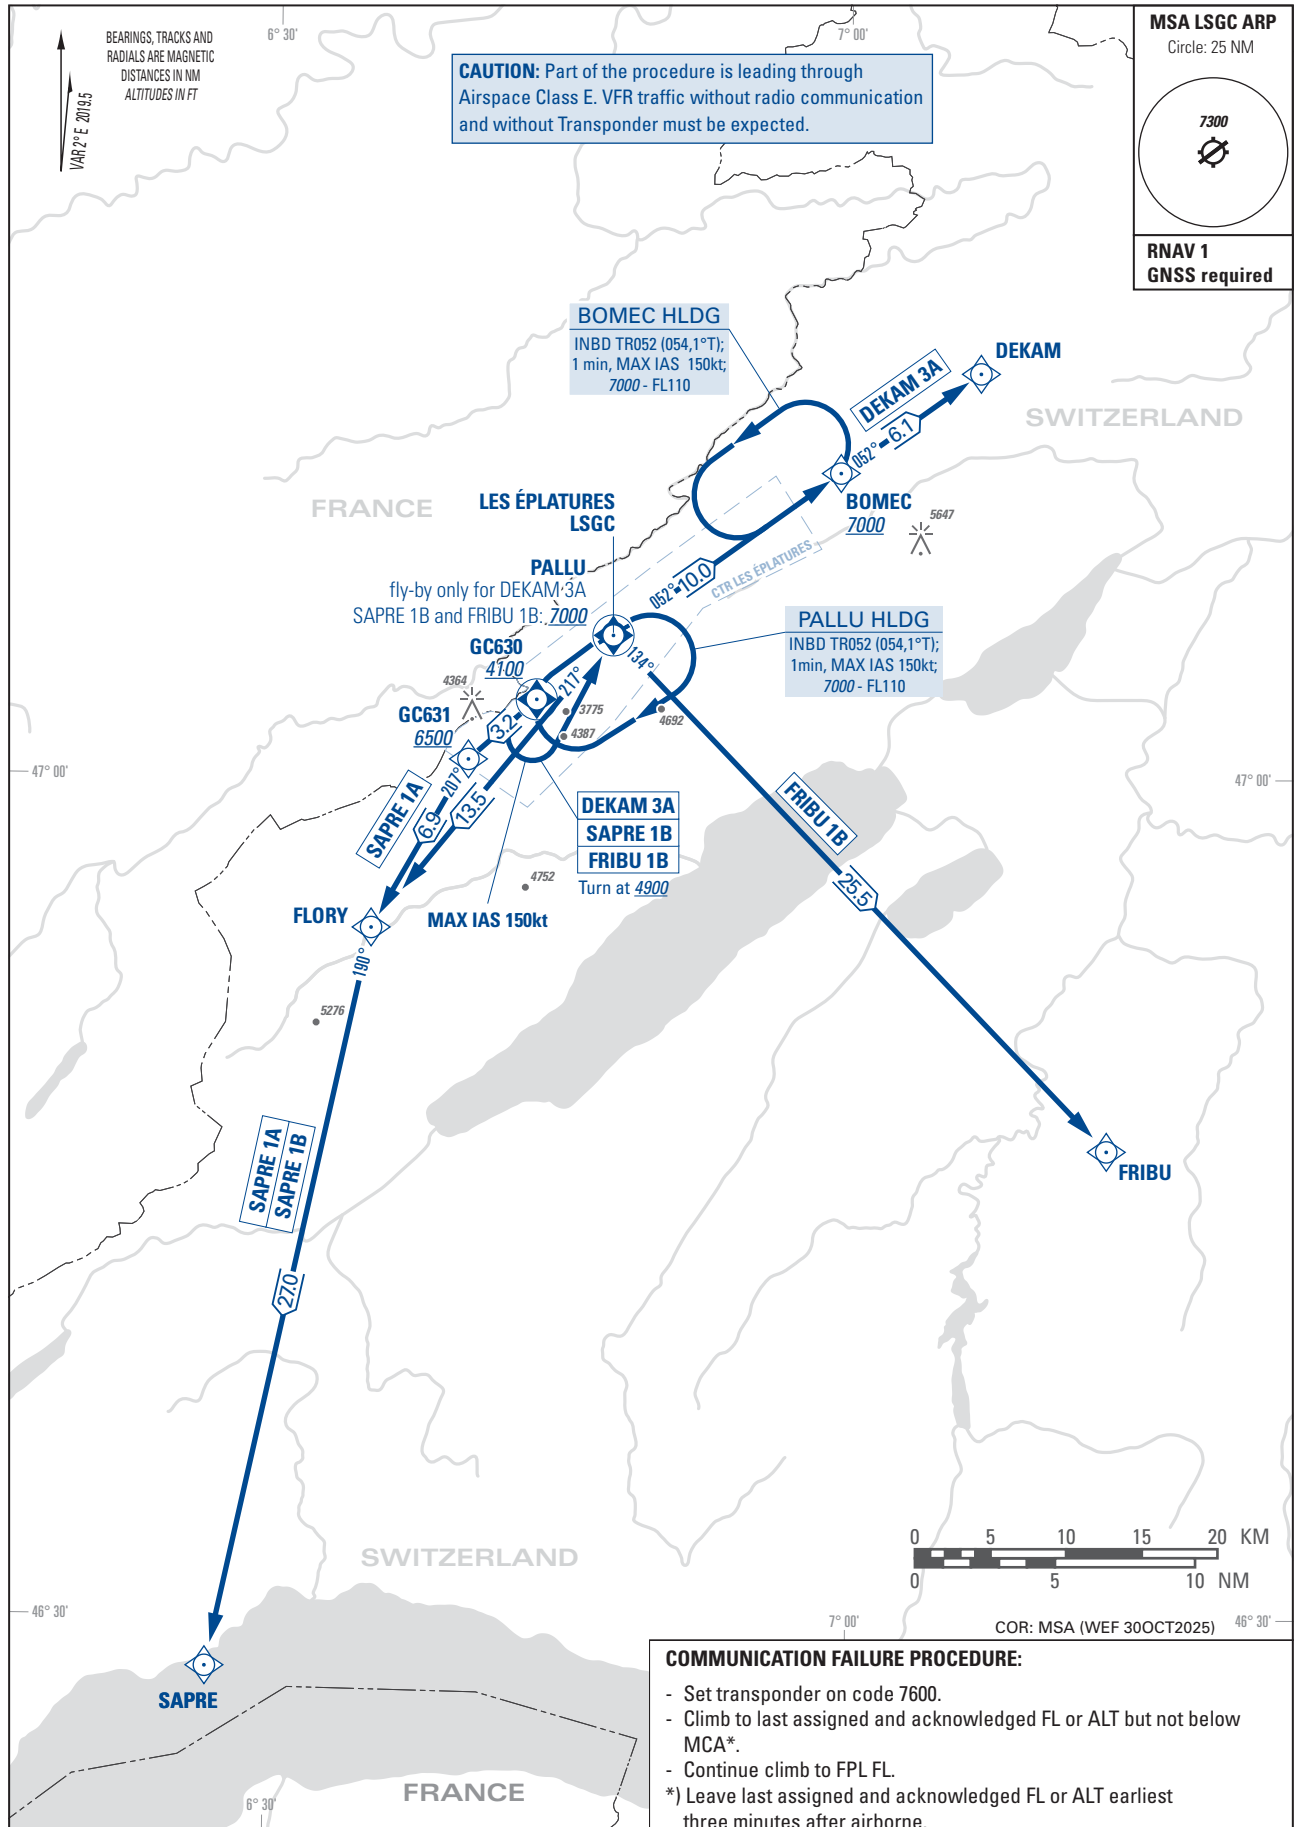 BEARINGS, TRACKS AND
RADIALS ARE MAGNETIC
DISTANCES IN NM
ALTITUDES IN FT
VAR 2° E 2019.5
6° 30'
7° 00'
CAUTION: Part of the procedure is leading through
Airspace Class E. VFR traffic without radio communication
and without Transponder must be expected.
MSA LSGC ARP
Circle: 25 NM
7300
RNAV 1
GNSS required
BOMEC HLDG
INBD TR052 (054,1°T);
1 min, MAX IAS 150kt;
7000 - FL110
DEKAM
DEKAM 3A
052°
6.1
SWITZERLAND
FRANCE
LES ÉPLATURES
LSGC
BOMEC
7000
5647
PALLU
fly-by only for DEKAM 3A
SAPRE 1B and FRIBU 1B: 7000
052°
10.0
CTR LES ÉPLATURES
PALLU HLDG
INBD TR052 (054,1°T);
1min, MAX IAS 150kt;
7000 - FL110
GC630
4100
134°
217°
4364
GC631
6500
3.2
3775
4387
4692
47° 00'
47° 00'
207°
SAPRE 1A
6.9
13.5
DEKAM 3A
SAPRE 1B
FRIBU 1B
Turn at 4900
FRIBU 1B
25.5
4752
FLORY
MAX IAS 150kt
190°
5276
FRIBU
SAPRE 1A
SAPRE 1B
27.0
SWITZERLAND
0 5 10 15 20 KM
0 5 10 NM
46° 30'
7° 00'
COR: MSA (WEF 30OCT2025)
46° 30'
SAPRE
FRANCE
6° 30'
COMMUNICATION FAILURE PROCEDURE:
- Set transponder on code 7600.
- Climb to last assigned and acknowledged FL or ALT but not below
MCA*.
- Continue climb to FPL FL.
*) Leave last assigned and acknowledged FL or ALT earliest
three minutes after airborne.